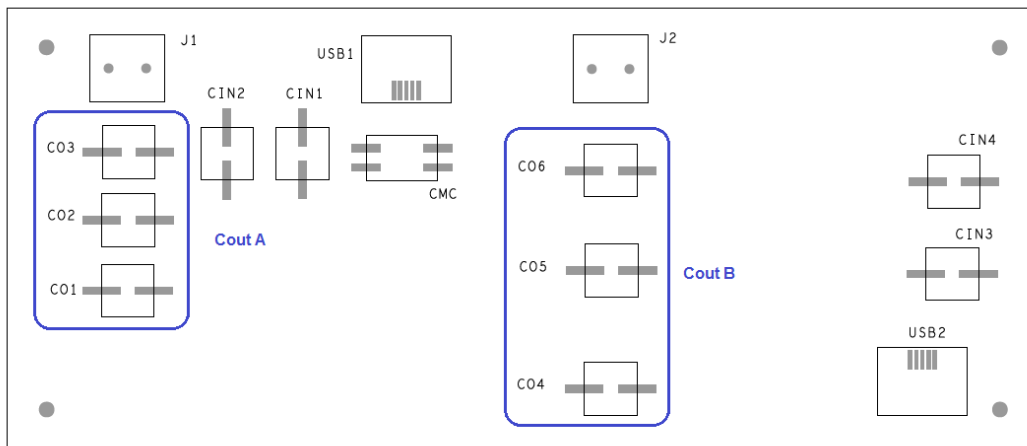 J1
USB1
J2
CIN2
CIN1
CO3
CMC
CO6
CIN4
CO2
Cout A
CO5
Cout B
CIN3
CO1
USB2
CO4